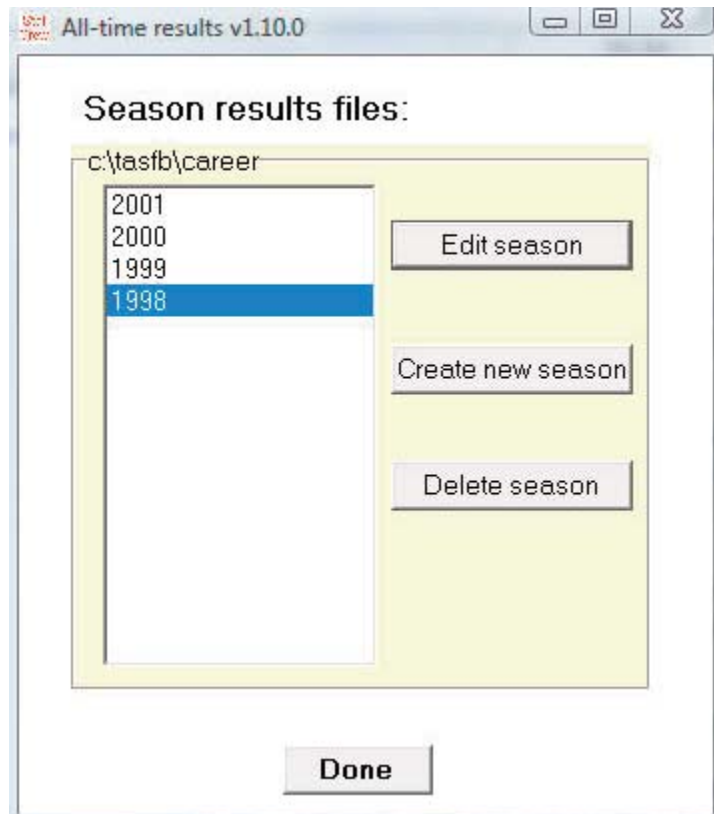 All-time results v1.10.0
Season results files:
c:\tasfb\career
2001
2000
1999
1998
Edit season
Create new season
Delete season
Done